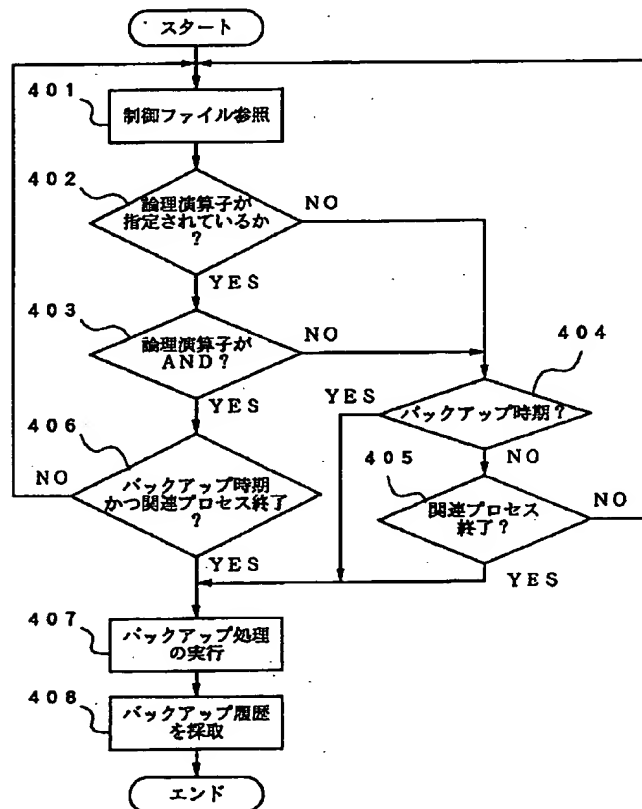 スタート
401
制御ファイル参照
402
論理演算子が
指定されているか
?
NO
YES
403
論理演算子が
AND?
NO
YES
404
バックアップ時期?
YES
NO
405
関連プロセス
終了?
NO
YES
406
バックアップ時期
かつ関連プロセス終了
?
NO
YES
407
バックアップ処理
の実行
408
バックアップ履歴
を採取
エンド